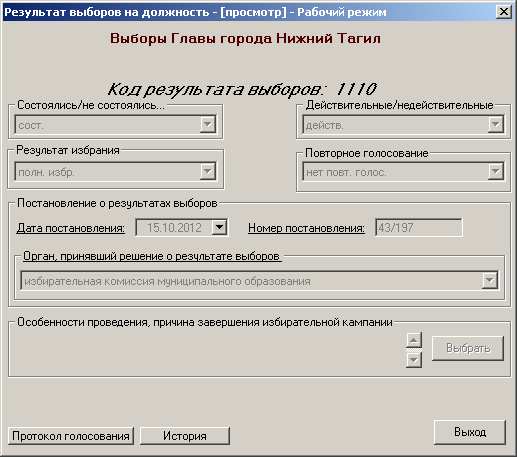 Результат выборов на должность - [просмотр] - Рабочий режим
Выборы Главы города Нижний Тагил
Код результата выборов: 1110
Состоялись/не состоялись...
Действительные/недействительные
сост.
действ.
Результат избрания
Повторное голосование
полн. избр.
нет повт. голос.
Постановление о результатах выборов
Дата постановления: 15.10.2012 Номер постановления: 43/197
Орган, принявший решение о результате выборов
избирательная комиссия муниципального образования
Особенности проведения, причина завершения избирательной кампании
Выбрать
Протокол голосования
История
Выход